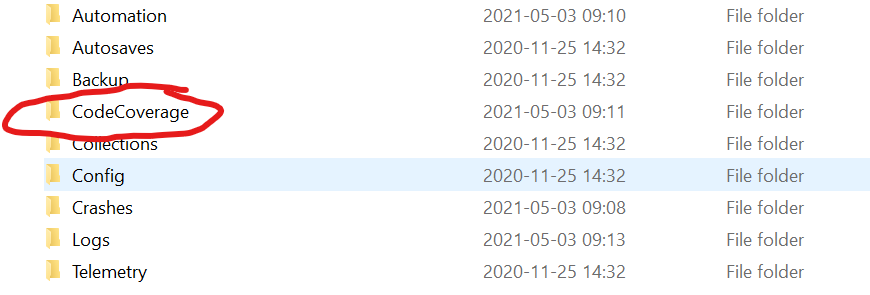 Automation 2021-05-03 09:10 File folder
Autosaves 2020-11-25 14:32 File folder
Backup 2020-11-25 14:32 File folder
CodeCoverage 2021-05-03 09:11 File folder
Collections 2020-11-25 14:32 File folder
Config 2020-11-25 14:32 File folder
Crashes 2021-05-03 09:08 File folder
Logs 2021-05-03 09:13 File folder
Telemetry 2020-11-25 14:32 File folder